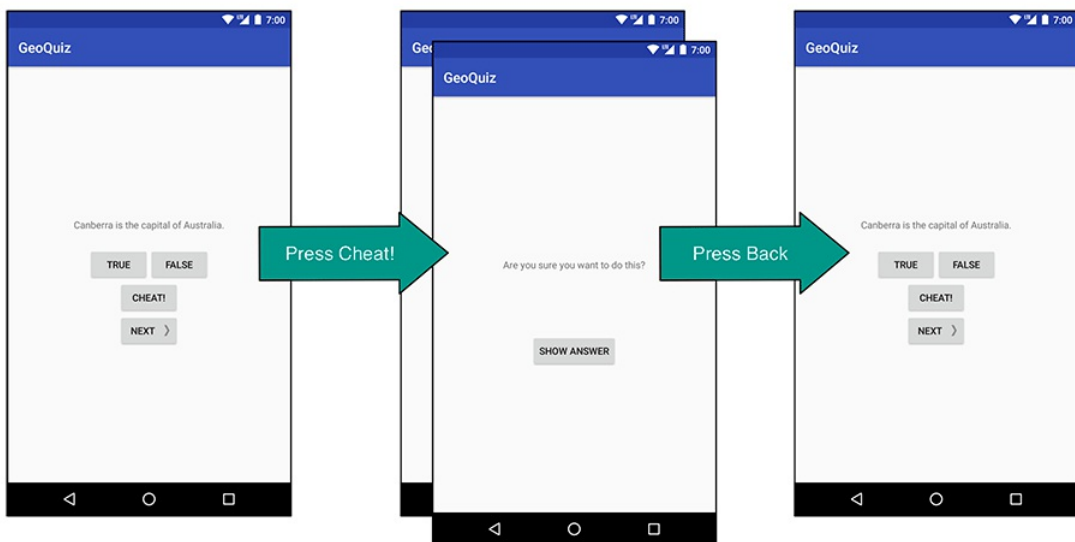 7:00
GeoQuiz
Canberra is the capital of Australia.
TRUE FALSE
CHEAT!
NEXT
Press Cheat!
Geo
7:00
7:00
GeoQuiz
Are you sure you want to do this?
SHOW ANSWER
Press Back
7:00
GeoQuiz
Canberra is the capital of Australia.
TRUE FALSE
CHEAT!
NEXT